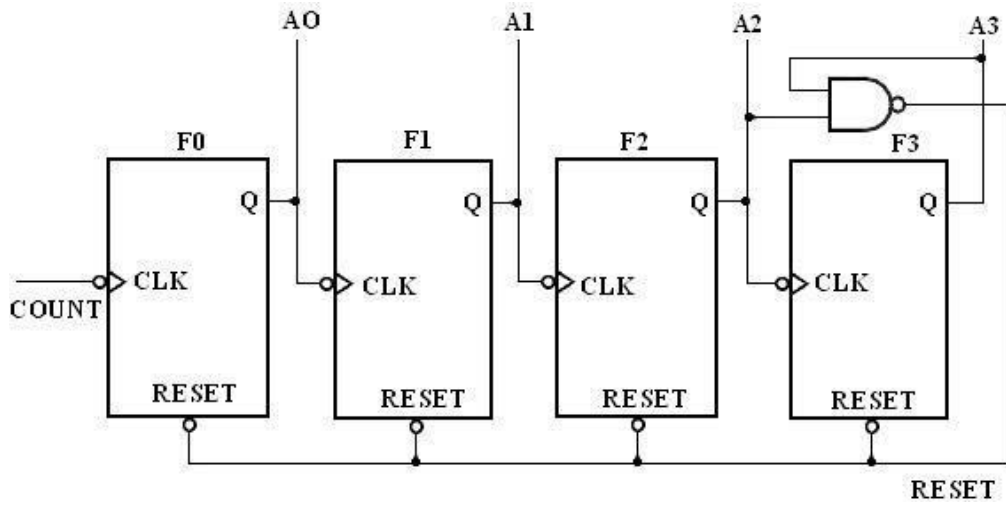 AO A1 A2 A3
F0 F1 F2 F3
Q Q Q Q
CLK CLK CLK CLK
COUNT
RESET RESET RESET RESET
RESET